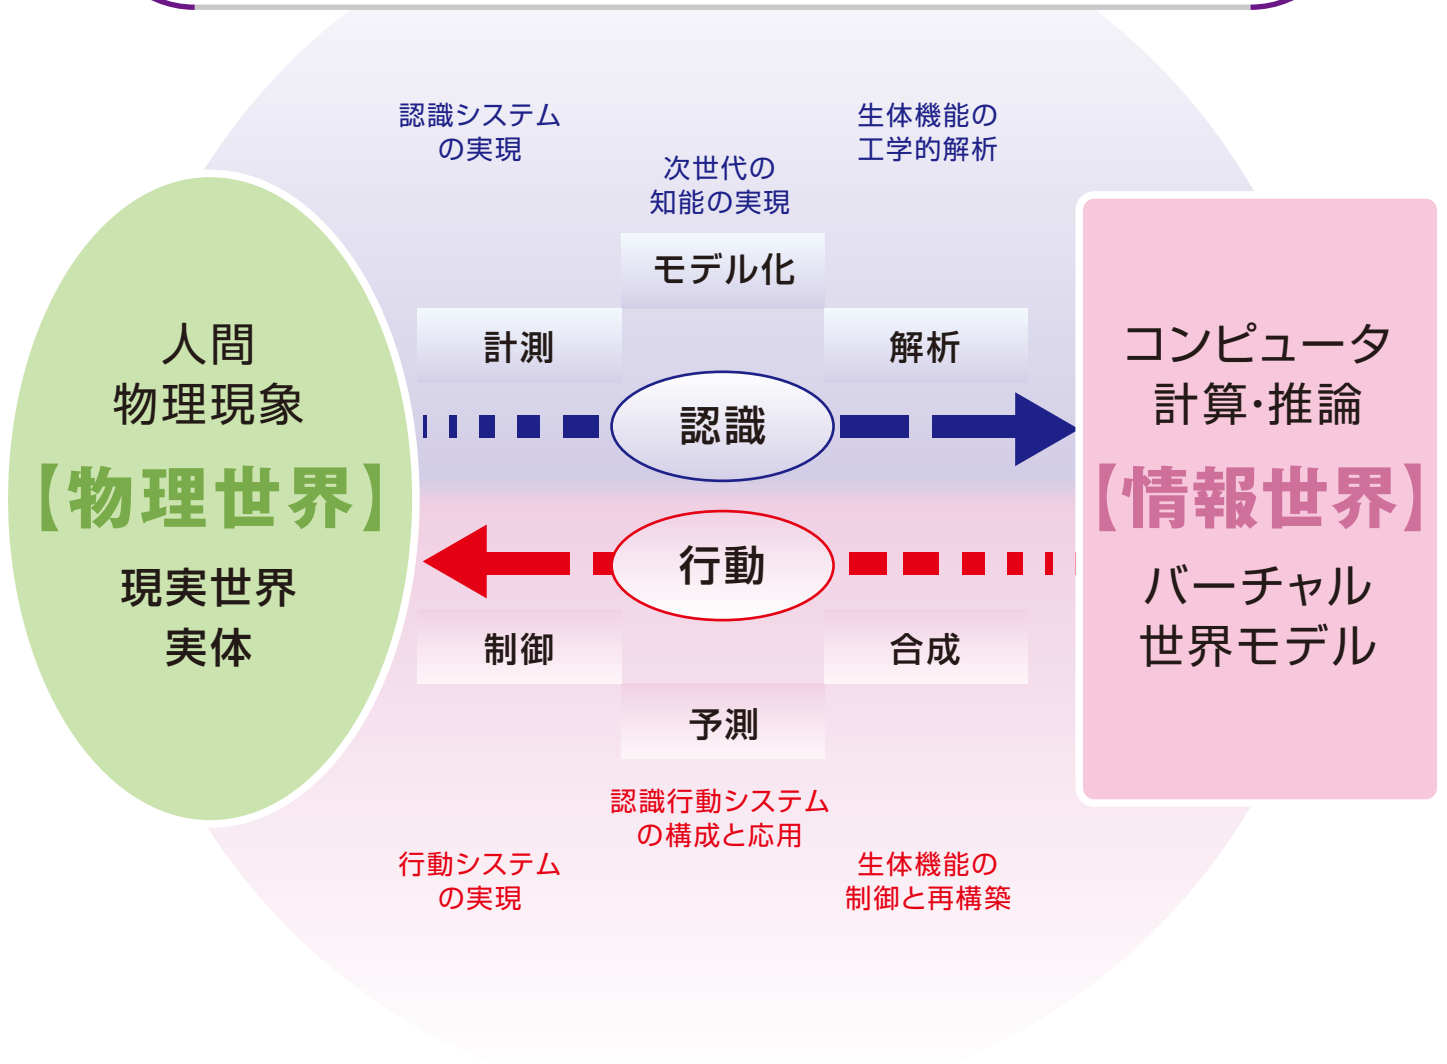 認識システム
の実現
次世代の
知能の実現
生体機能の
工学的解析
モデル化
計測
解析
認識
人間
物理現象
【物理世界】
現実世界
実体
コンピュータ
計算・推論
【情報世界】
バーチャル
世界モデル
行動
制御
合成
予測
認識行動システム
の構成と応用
行動システム
の実現
生体機能の
制御と再構築